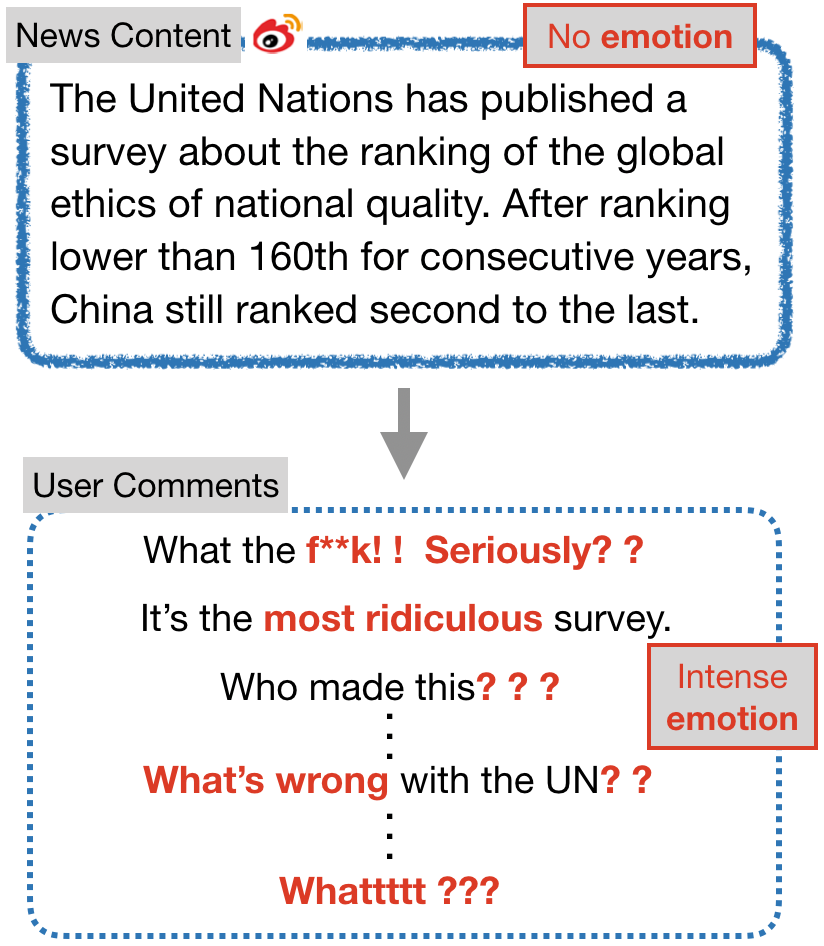 News Content
No emotion
The United Nations has published a
survey about the ranking of the global
ethics of national quality. After ranking
lower than 160th for consecutive years,
China still ranked second to the last.
User Comments
What the f**k! ! Seriously? ?
It’s the most ridiculous survey.
Who made this? ? ?
Intense
emotion
What’s wrong with the UN? ?
Whattttt ???